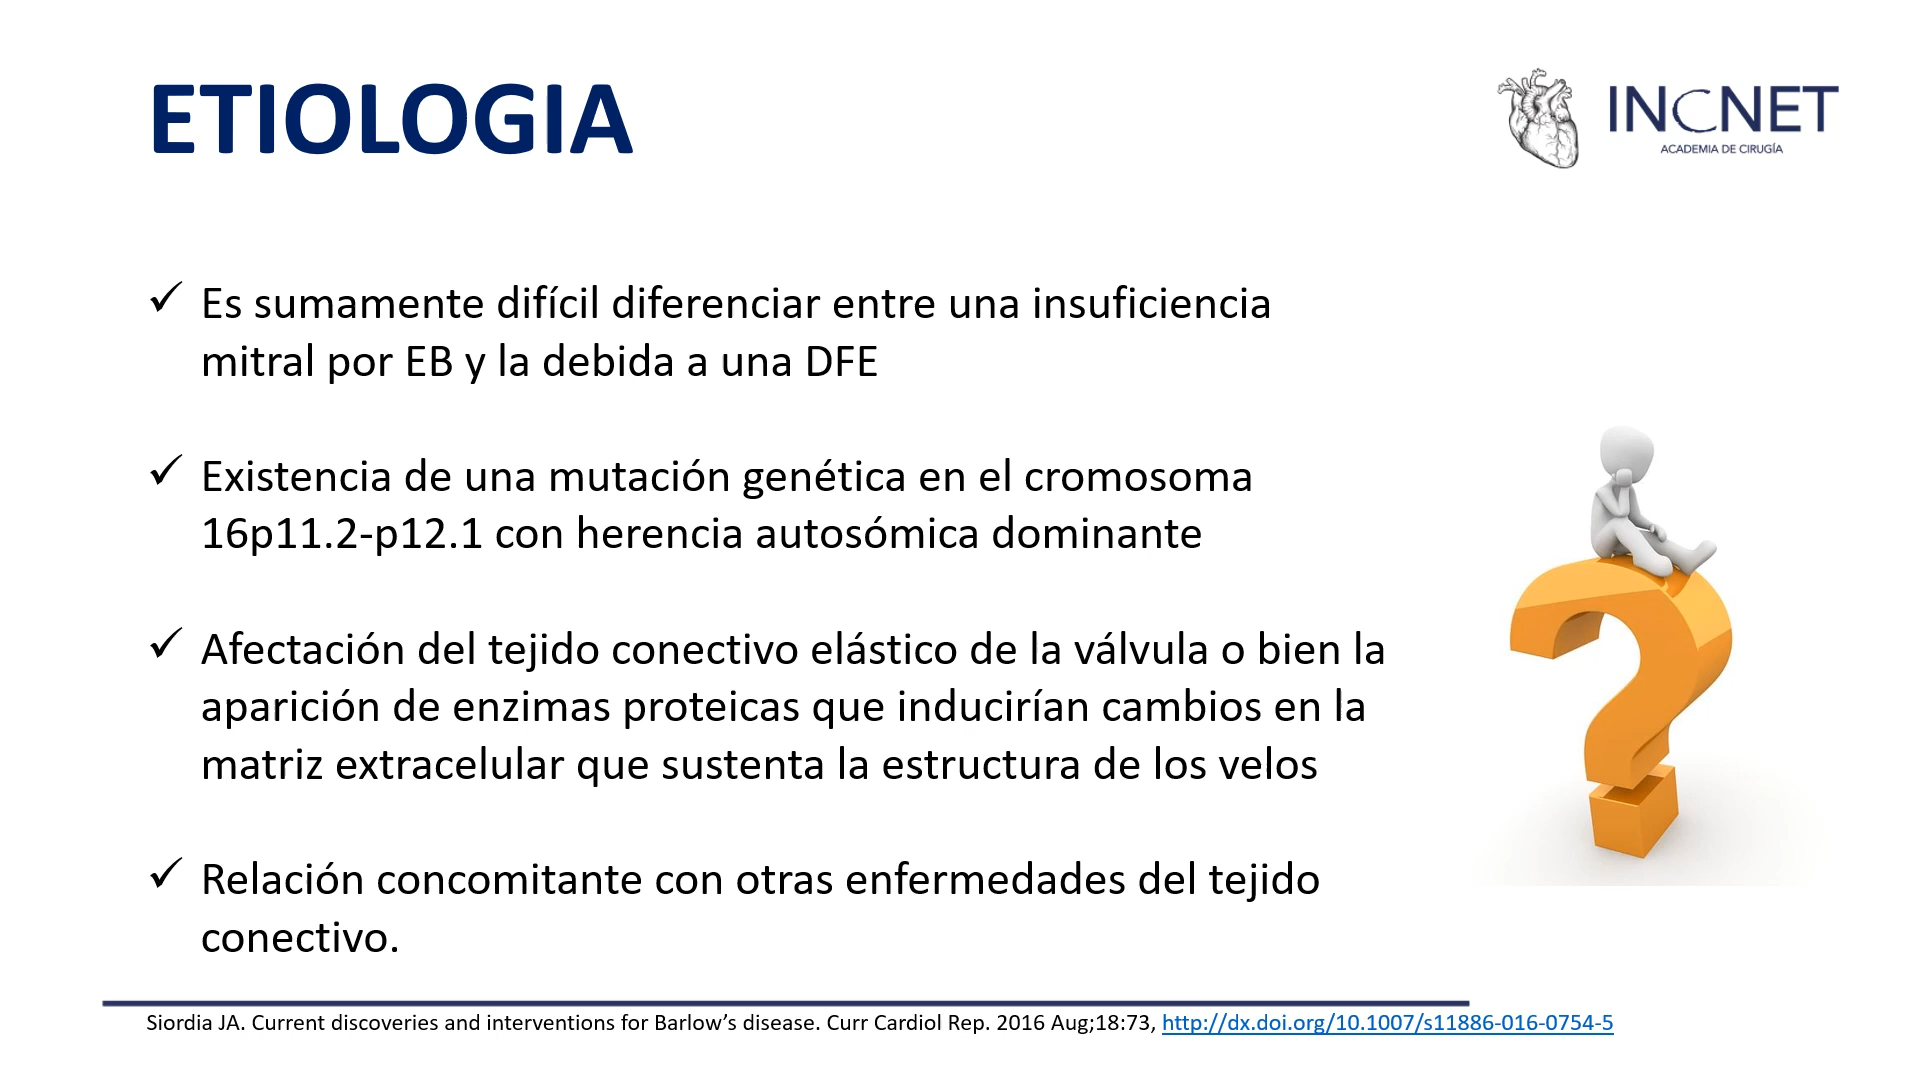 ETIOLOGIA
INCNET
ACADEMIA DE CIRUGÍA
✓ Es sumamente difícil diferenciar entre una insuficiencia
mitral por EB y la debida a una DFE
✓ Existencia de una mutación genética en el cromosoma
16p11.2-p12.1 con herencia autosómica dominante
✓ Afectación del tejido conectivo elástico de la válvula o bien la
aparición de enzimas proteicas que inducirían cambios en la
matriz extracelular que sustenta la estructura de los velos
✓ Relación concomitante con otras enfermedades del tejido
conectivo.
Siordia JA. Current discoveries and interventions for Barlow’s disease. Curr Cardiol Rep. 2016 Aug;18:73, http://dx.doi.org/10.1007/s11886-016-0754-5